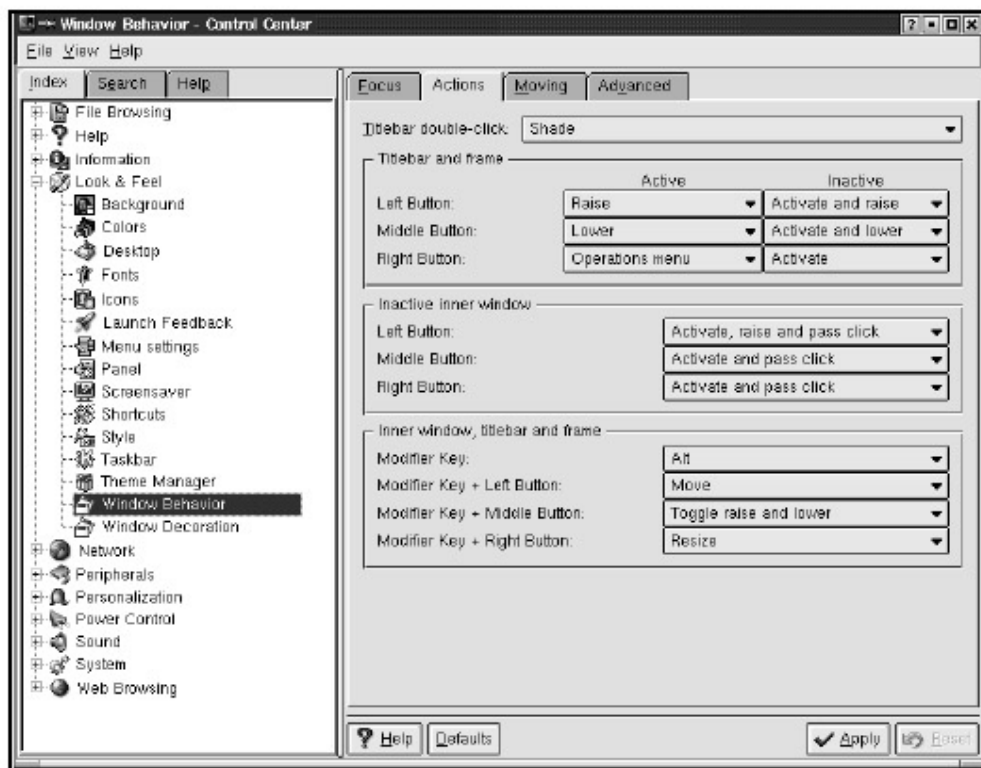 Window Behavior - Control Center
File View Help
Index Search Help
File Browsing
Help
Information
Look & Feel
Background
Colors
Desktop
Fonts
Icons
Launch Feedback
Menu settings
Panel
Screensaver
Shortcuts
Style
Taskbar
Theme Manager
Window Behavior
Window Decoration
Network
Peripherals
Personalization
Power Control
Sound
System
Web Browsing
Focus Actions Moving Advanced
Titlebar double-click: Shade
Titlebar and frame
Active Inactive
Left Button: Raise Activate and raise
Middle Button: Lower Activate and lower
Right Button: Operations menu Activate
Inactive inner window
Left Button: Activate, raise and pass click
Middle Button: Activate and pass click
Right Button: Activate and pass click
Inner window, titlebar and frame
Modifier Key: Alt
Modifier Key + Left Button: Move
Modifier Key + Middle Button: Toggle raise and lower
Modifier Key + Right Button: Resize
Help Defaults Apply Reset